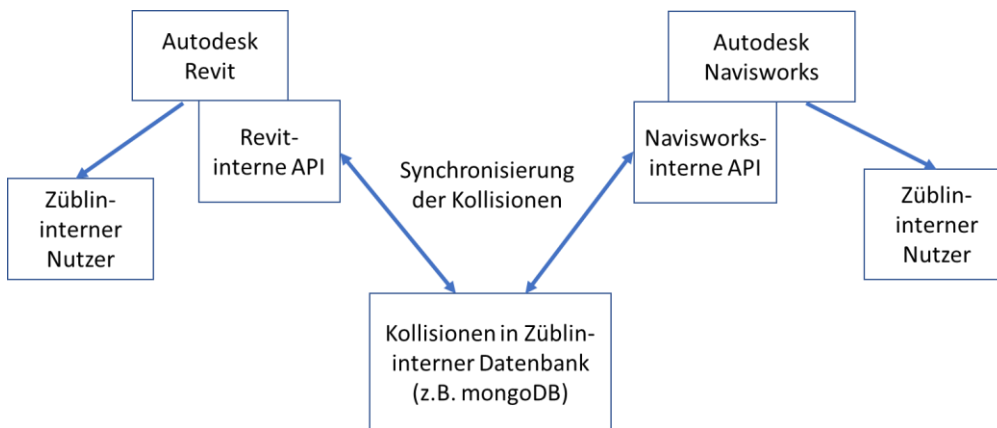 Autodesk
Revit
Autodesk
Navisworks
Revit-
interne API
Navisworks-
interne API
Synchronisierung
der Kollisionen
Züblin-
interner
Nutzer
Züblin-
interner
Nutzer
Kollisionen in Züblin-
interner Datenbank
(z.B. mongoDB)